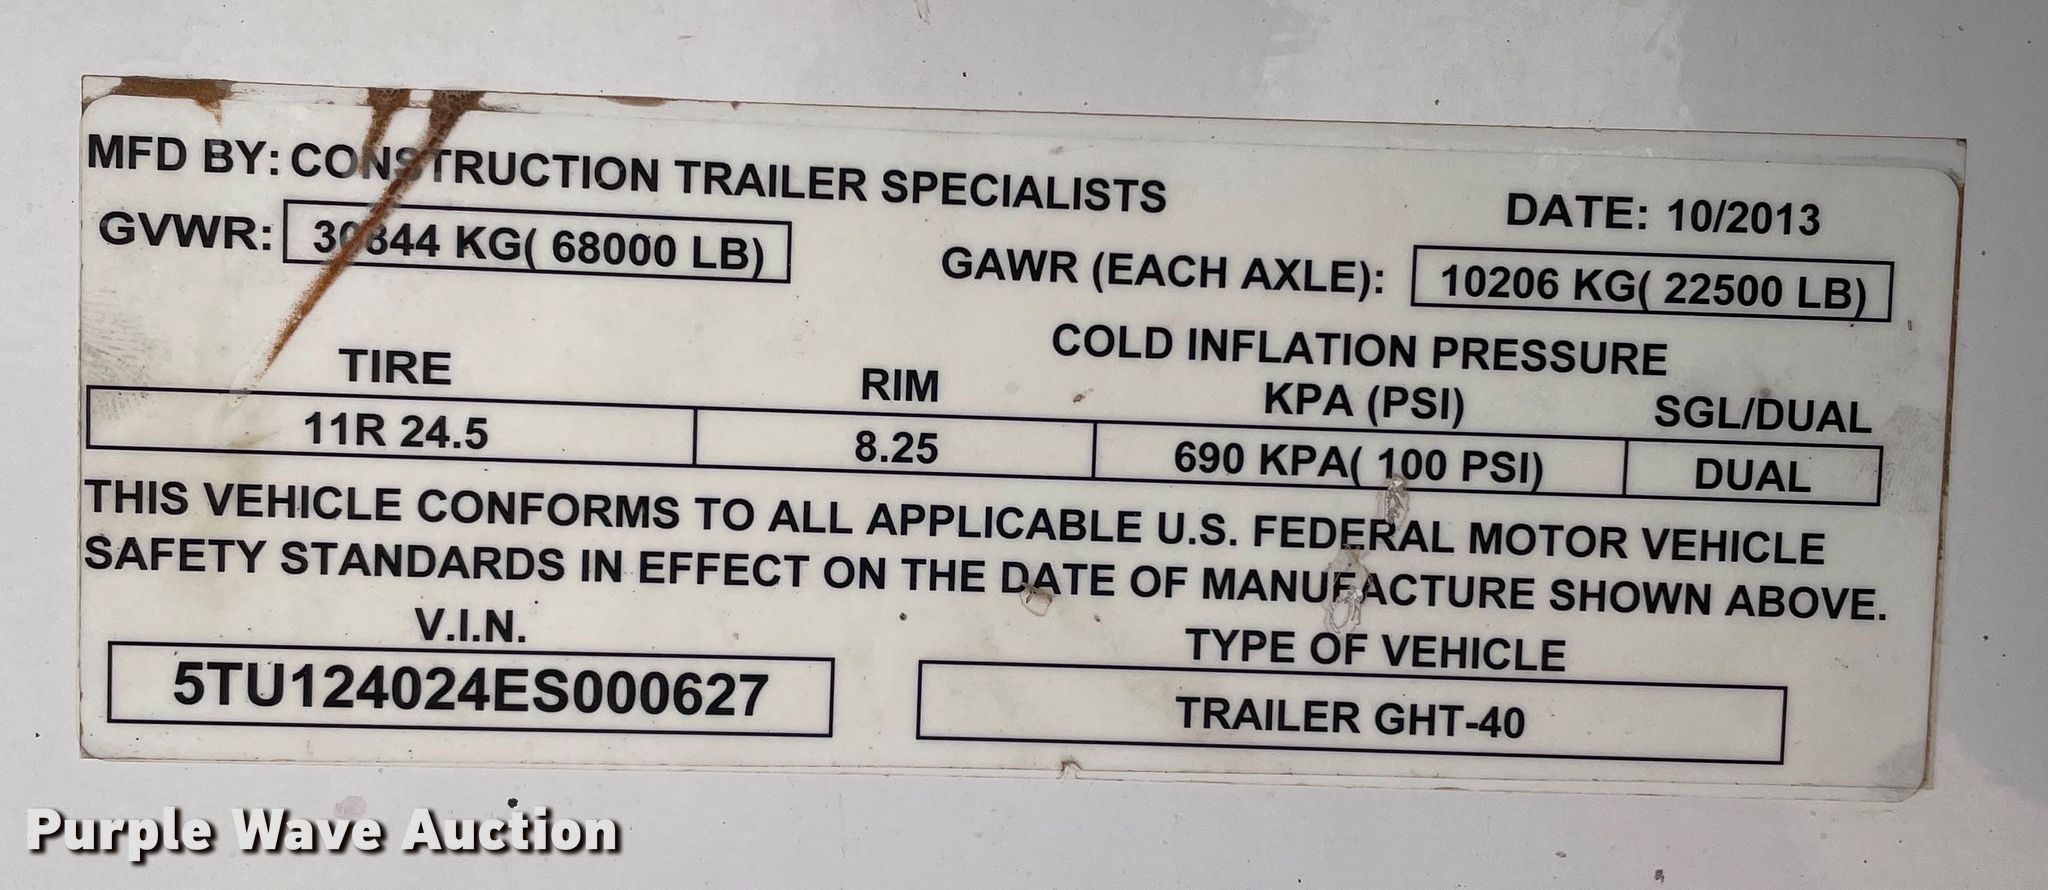 MFD BY: CONSTRUCTION TRAILER SPECIALISTS
DATE: 10/2013
GVWR: 30844 KG( 68000 LB)
GAWR (EACH AXLE): 10206 KG( 22500 LB)
COLD INFLATION PRESSURE
TIRE RIM KPA (PSI) SGL/DUAL
11R 24.5 8.25 690 KPA( 100 PSI) DUAL
THIS VEHICLE CONFORMS TO ALL APPLICABLE U.S. FEDERAL MOTOR VEHICLE
SAFETY STANDARDS IN EFFECT ON THE DATE OF MANUFACTURE SHOWN ABOVE.
V.I.N. TYPE OF VEHICLE
5TU124024ES000627 TRAILER GHT-40
Purple Wave Auction